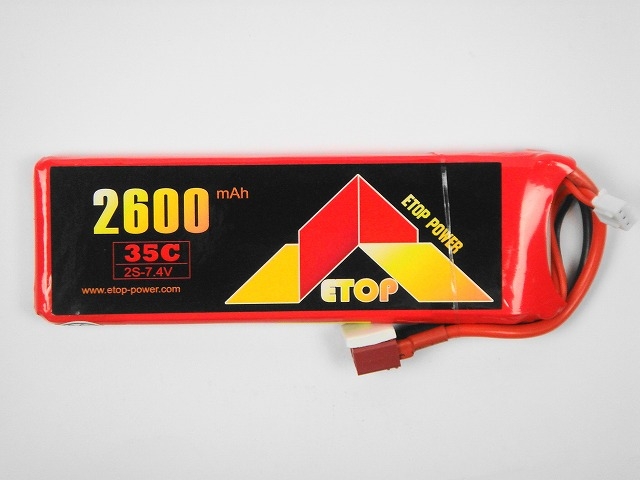 2600 mAh
35C
2S-7.4V
www.etop-power.com
ETOP POWER
ETOP